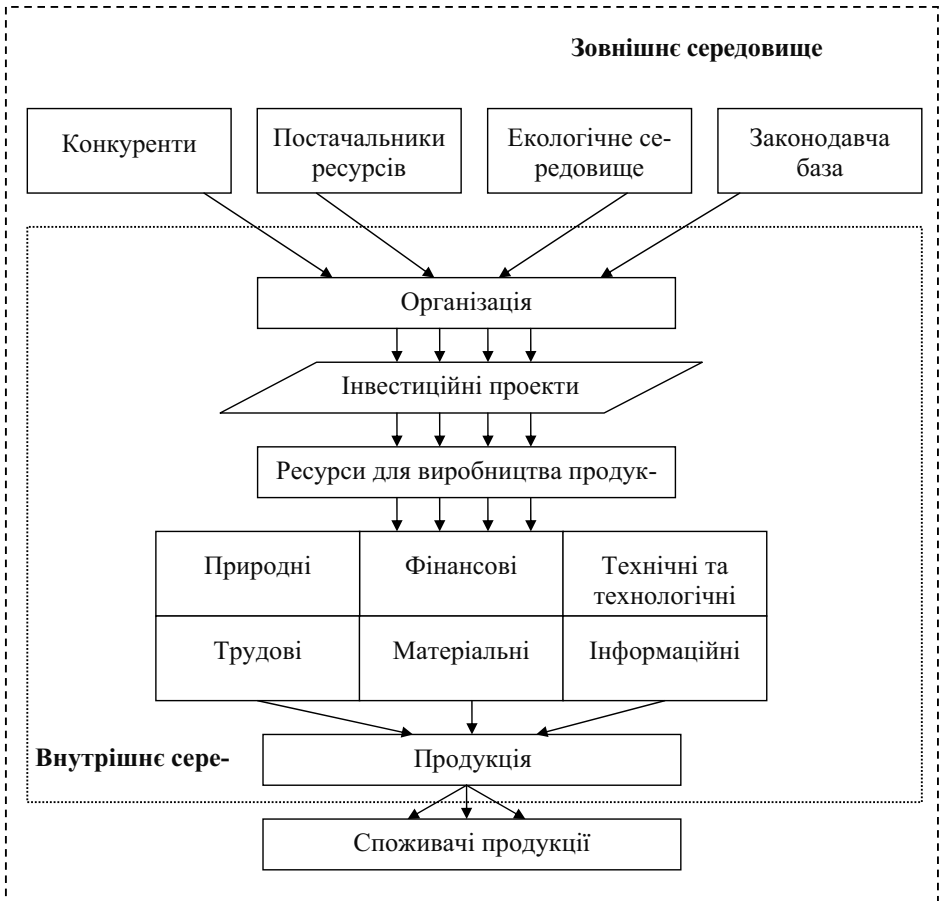 Зовнішнє середовище
Конкуренти
Постачальники
ресурсів
Екологічне се-
редовище
Законодавча
база
Організація
Інвестиційні проекти
Ресурси для виробництва продук-
Природні
Фінансові
Технічні та
технологічні
Трудові
Матеріальні
Інформаційні
Внутрішнє сере-
Продукція
Споживачі продукції